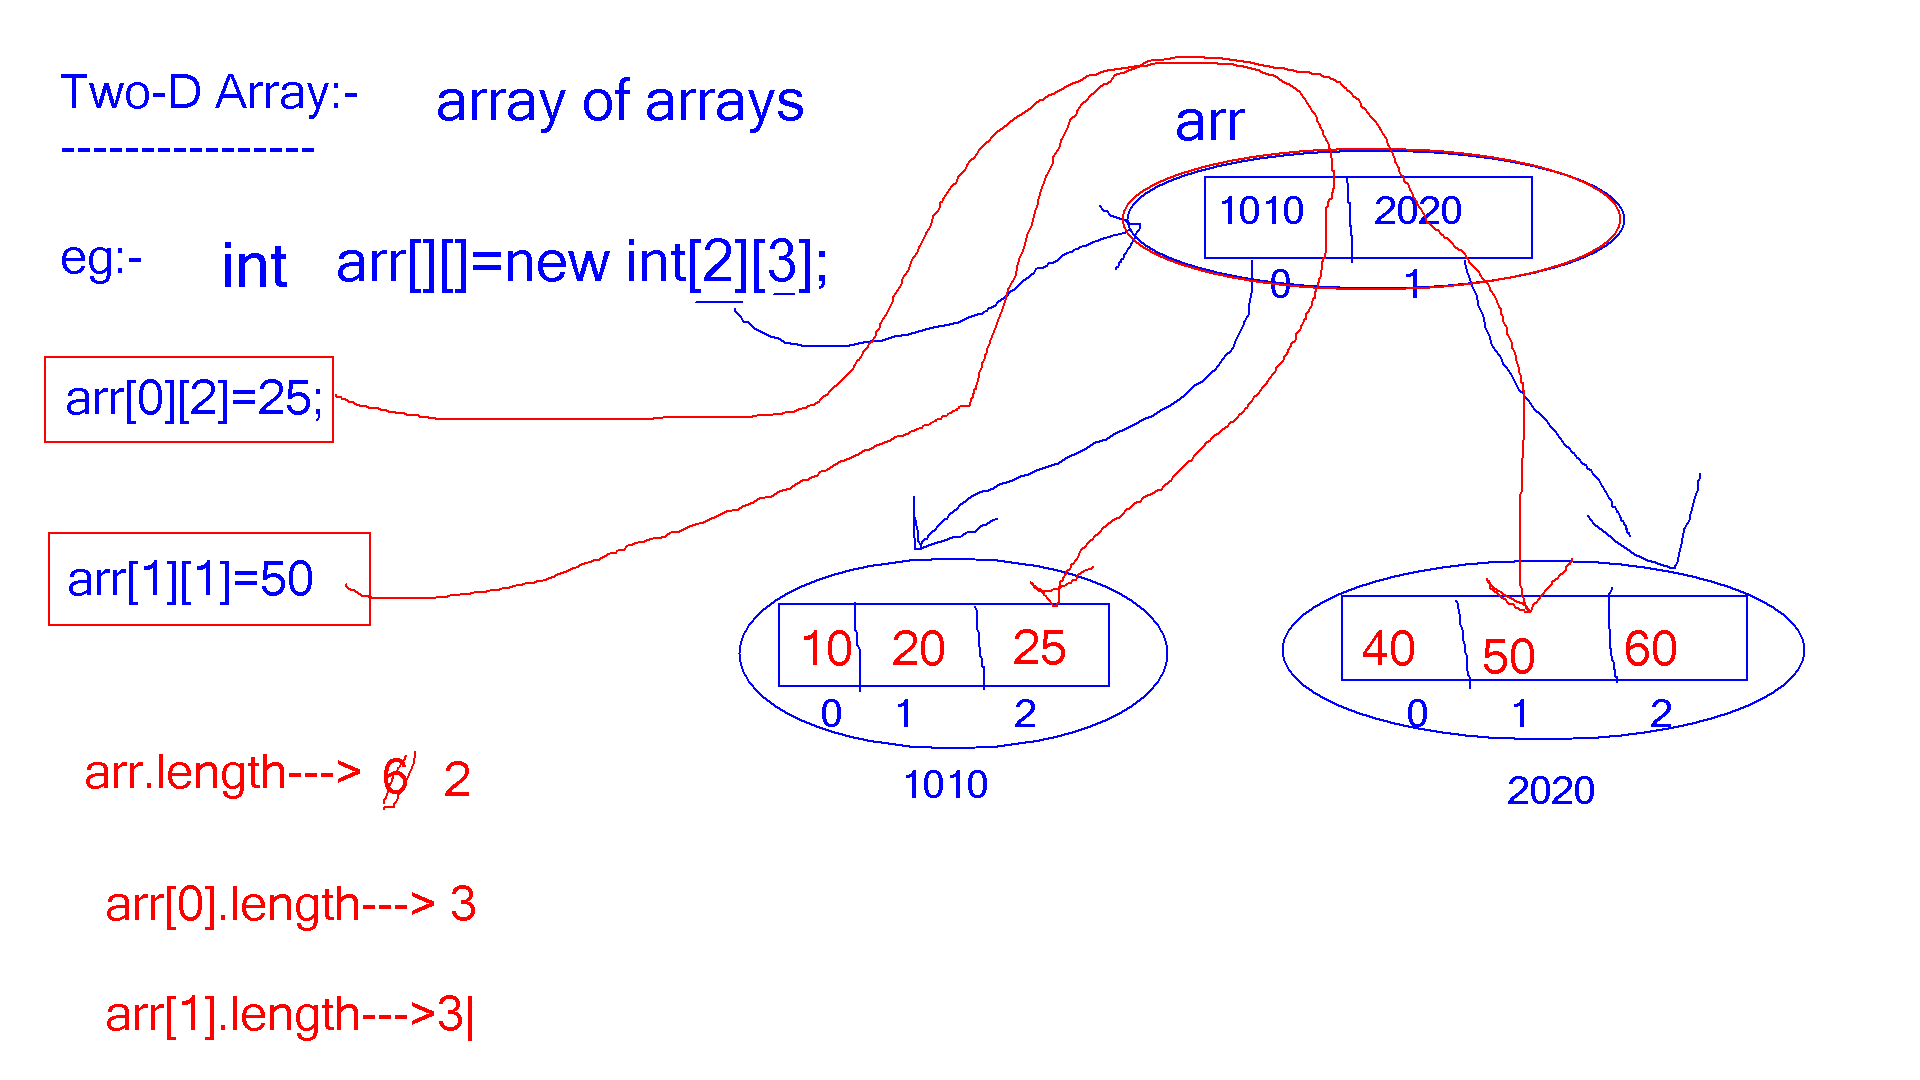 Two-D Array:-
----------------
array of arrays
arr
1010 2020
0 1
eg:- int arr[][]=new int[2][3];
arr[0][2]=25;
arr[1][1]=50
10 20 25
0 1 2
1010
40 50 60
0 1 2
2020
arr.length---> 6 2
arr[0].length---> 3
arr[1].length--->3|